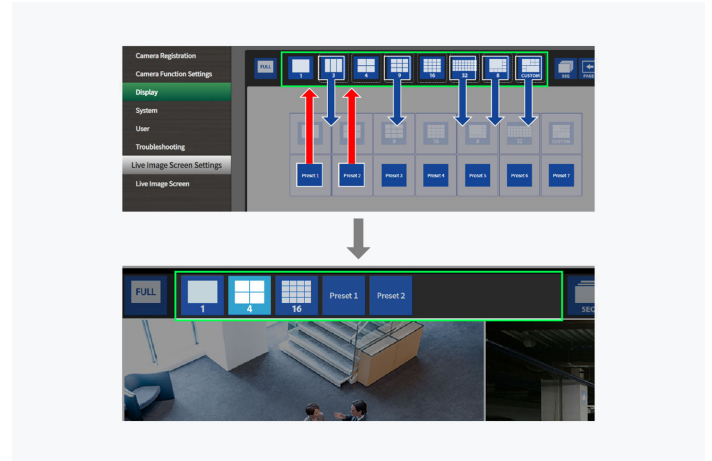 Camera Registration
Camera Function Settings
Display
System
User
Troubleshooting
Live Image Screen Settings
Live Image Screen
FULL
1 3 4 9 16 32 8 CUSTOM
SEQ
Preset 1 Preset 2 Preset 3 Preset 4 Preset 5 Preset 6 Preset 7
FULL
1 4 16 Preset 1 Preset 2
SEQ